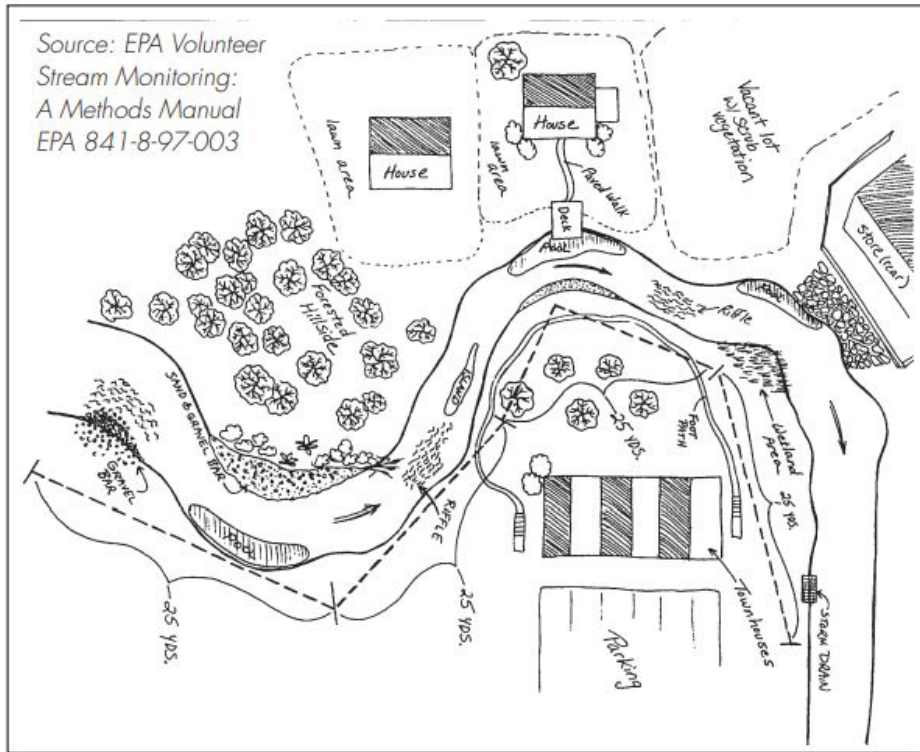 Source: EPA Volunteer
Stream Monitoring:
A Methods Manual
EPA 841-8-97-003
lawn area
House
House
lawn area
Paved Walk
Deck
Pool
Vacant lot
w/ scrub
vegetation
store (rear)
Forested
Hillside
Riffle
SAND & GRAVEL BAR
ISLAND
GRAVEL
BAR
Pool
RIFFLE
25 YDS.
FOOT
PATH
Wetland
Area
25 YDS.
25 YDS.
25 YDS.
Townhouses
STORM DRAIN
Parking